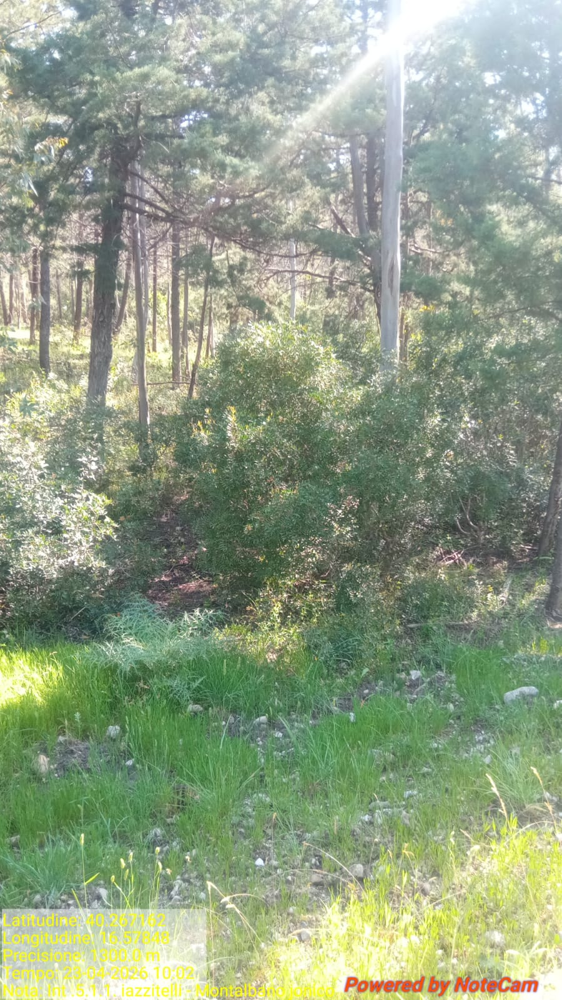 Latitudine: 40.267162
Longitudine: 16.57848
Precisione: 1300.0 m
Tempo: 23-04-2026 10:02
Nota: Int .5.1.1. iazzitelli - Montalbano jonico
Powered by NoteCam